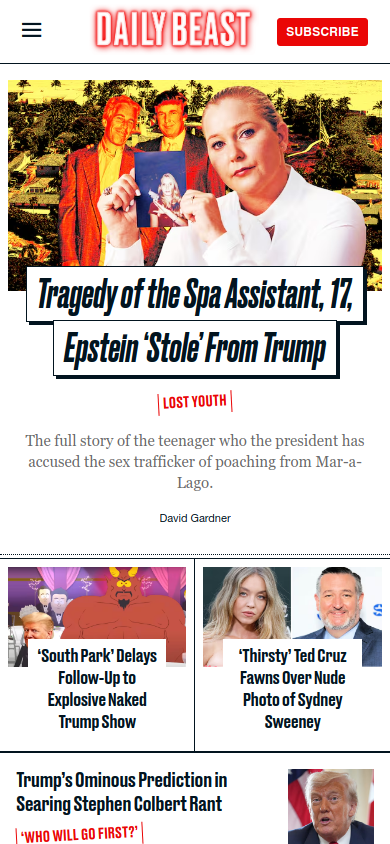 DAILY BEAST
SUBSCRIBE
Tragedy of the Spa Assistant, 17,
Epstein ‘Stole’ From Trump
LOST YOUTH
The full story of the teenager who the president has
accused the sex trafficker of poaching from Mar-a-
Lago.
David Gardner
‘South Park’ Delays
Follow-Up to
Explosive Naked
Trump Show
‘Thirsty’ Ted Cruz
Fawns Over Nude
Photo of Sydney
Sweeney
Trump’s Ominous Prediction in
Searing Stephen Colbert Rant
‘WHO WILL GO FIRST?’